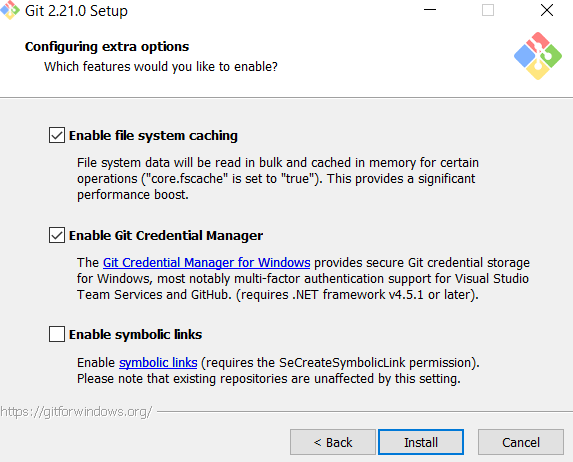 Git 2.21.0 Setup
Configuring extra options
Which features would you like to enable?
Enable file system caching
File system data will be read in bulk and cached in memory for certain
operations ("core.fscache" is set to "true"). This provides a significant
performance boost.
Enable Git Credential Manager
The Git Credential Manager for Windows provides secure Git credential storage
for Windows, most notably multi-factor authentication support for Visual Studio
Team Services and GitHub. (requires .NET framework v4.5.1 or later).
Enable symbolic links
Enable symbolic links (requires the SeCreateSymbolicLink permission).
Please note that existing repositories are unaffected by this setting.
https://gitforwindows.org/
< Back Install Cancel